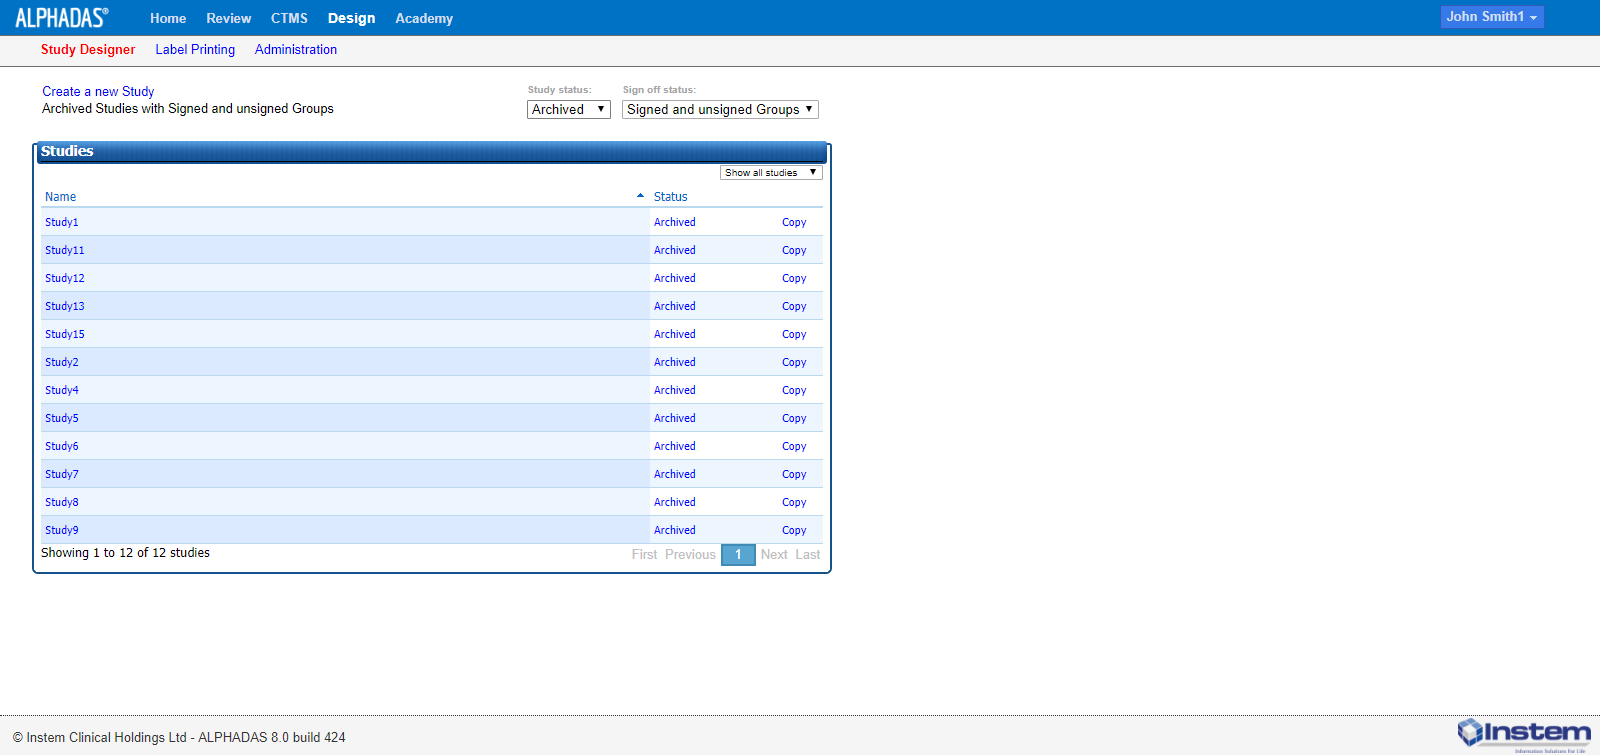 ALPHADAS® Home Review CTMS Design Academy John Smith1
Study Designer Label Printing Administration
Create a new Study
Archived Studies with Signed and unsigned Groups
Study status: Sign off status:
Archived Signed and unsigned Groups
Studies
Show all studies
Name Status
Study1 Archived Copy
Study11 Archived Copy
Study12 Archived Copy
Study13 Archived Copy
Study15 Archived Copy
Study2 Archived Copy
Study4 Archived Copy
Study5 Archived Copy
Study6 Archived Copy
Study7 Archived Copy
Study8 Archived Copy
Study9 Archived Copy
Showing 1 to 12 of 12 studies First Previous 1 Next Last
© Instem Clinical Holdings Ltd - ALPHADAS 8.0 build 424
Instem
Information Solutions For Life